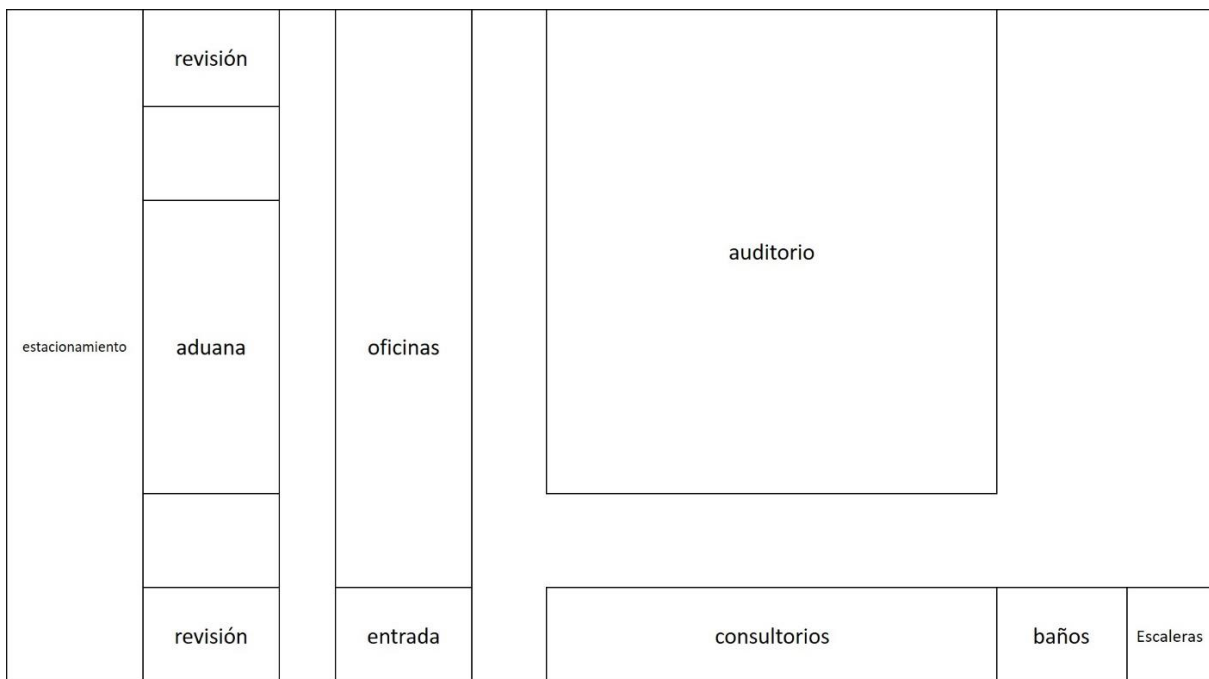 revisión
auditorio
estacionamiento
aduana
oficinas
revisión
entrada
consultorios
baños
Escaleras